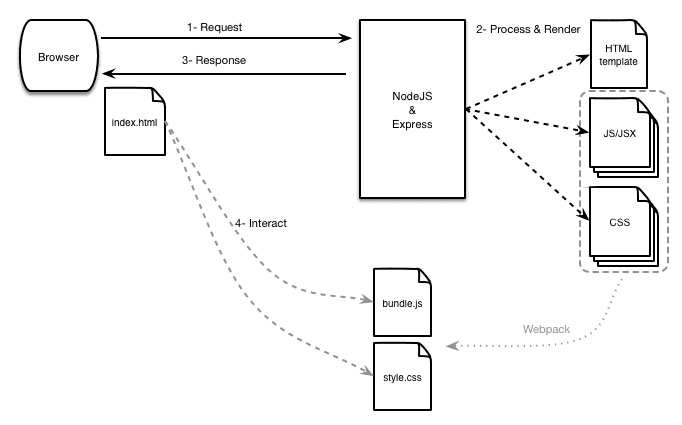 1- Request
2- Process & Render
Browser
3- Response
HTML
template
NodeJS
&
Express
index.html
JS/JSX
4- Interact
CSS
bundle.js
Webpack
style.css